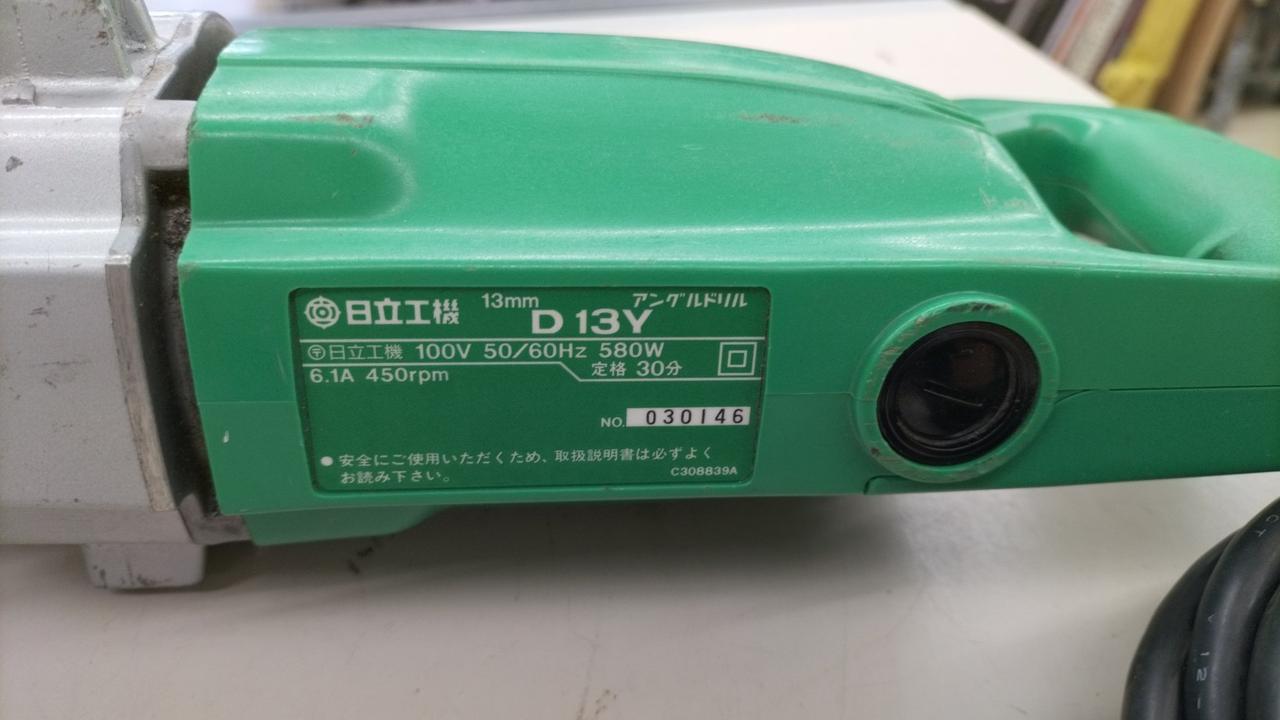 日立工機 13mm アングルドリル
D 13Y
〶日立工機 100V 50/60Hz 580W
6.1A 450rpm 定格 30分
NO. 030146
● 安全にご使用いただくため、取扱説明書は必ずよく
お読み下さい。
C308839A